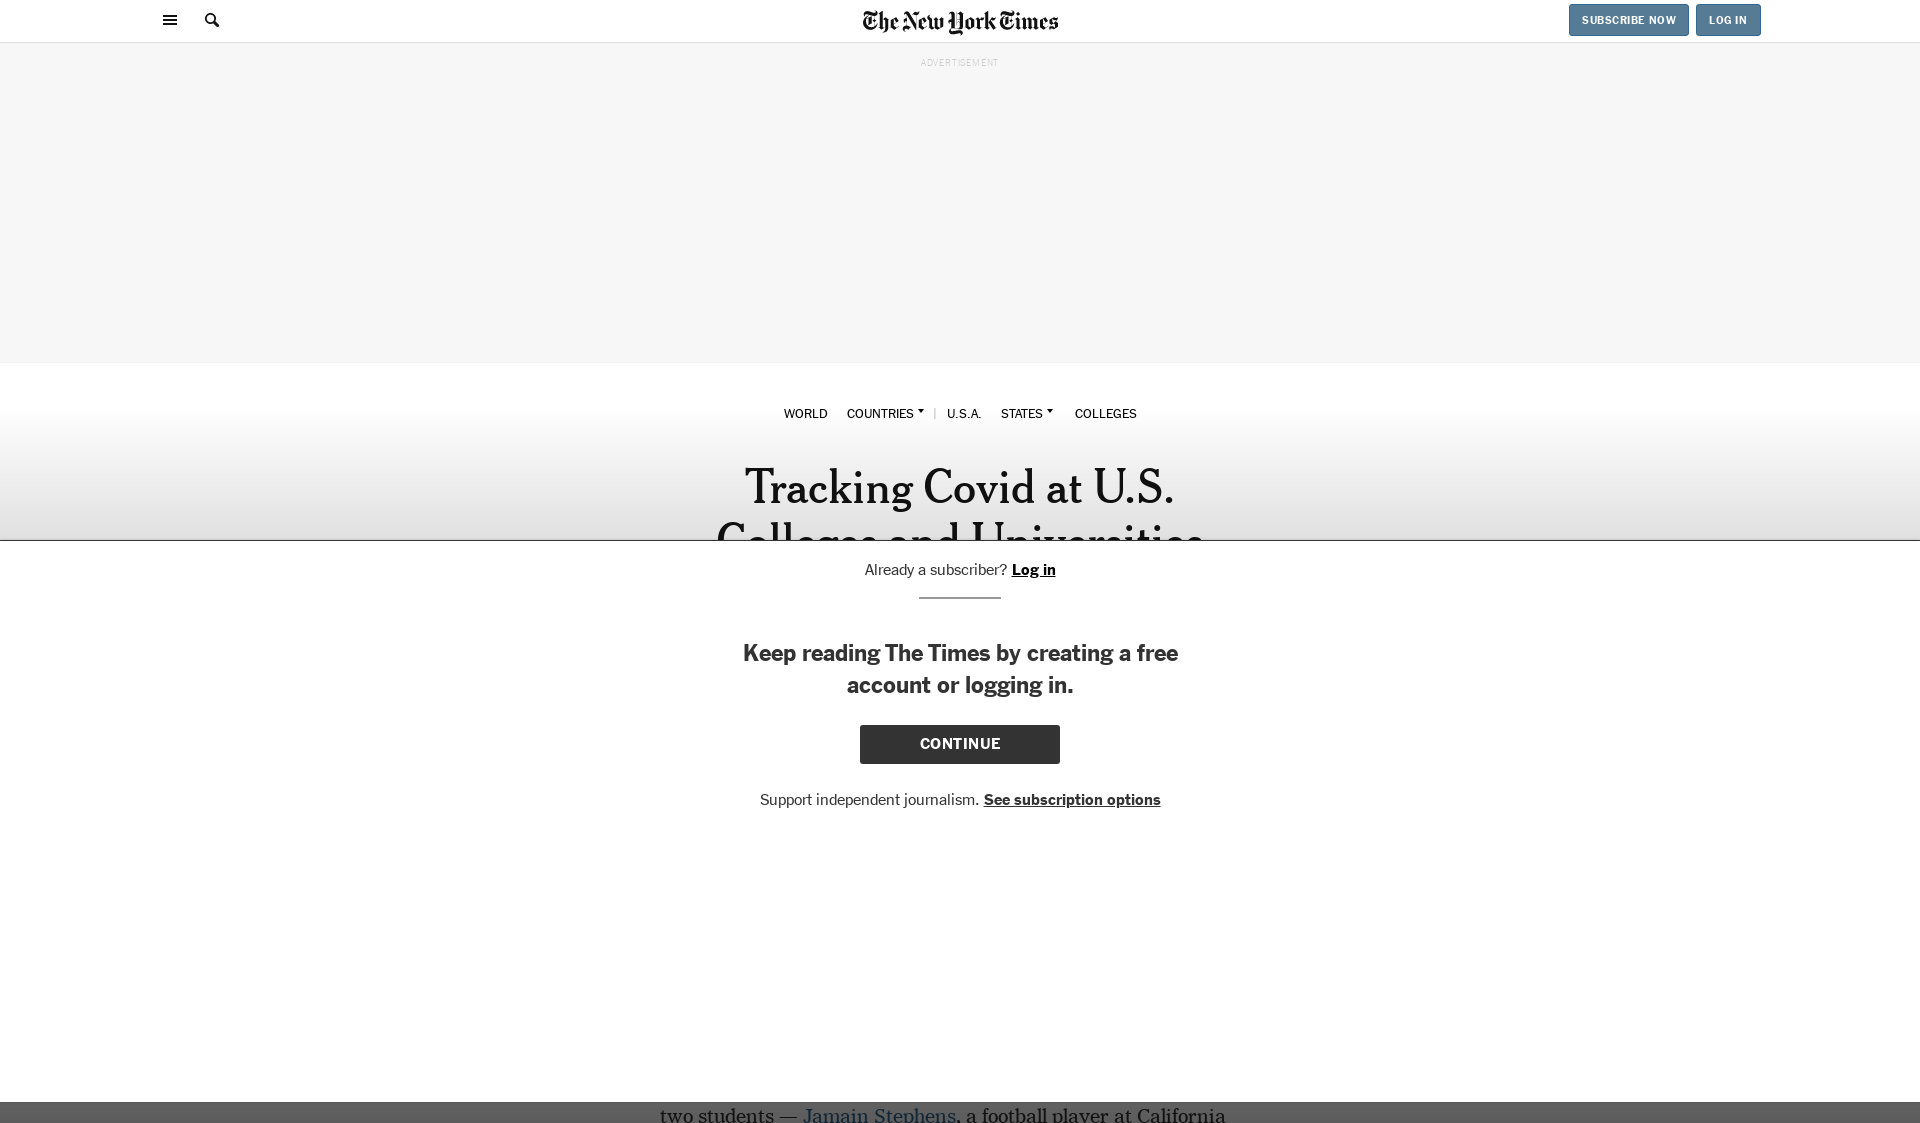 The New York Times
SUBSCRIBE NOW
LOG IN
ADVERTISEMENT
WORLD COUNTRIES | U.S.A. STATES COLLEGES
Tracking Covid at U.S.
Colleges and Universities
Already a subscriber? Log in
Keep reading The Times by creating a free
account or logging in.
CONTINUE
Support independent journalism. See subscription options
two students — Jamain Stephens, a football player at California